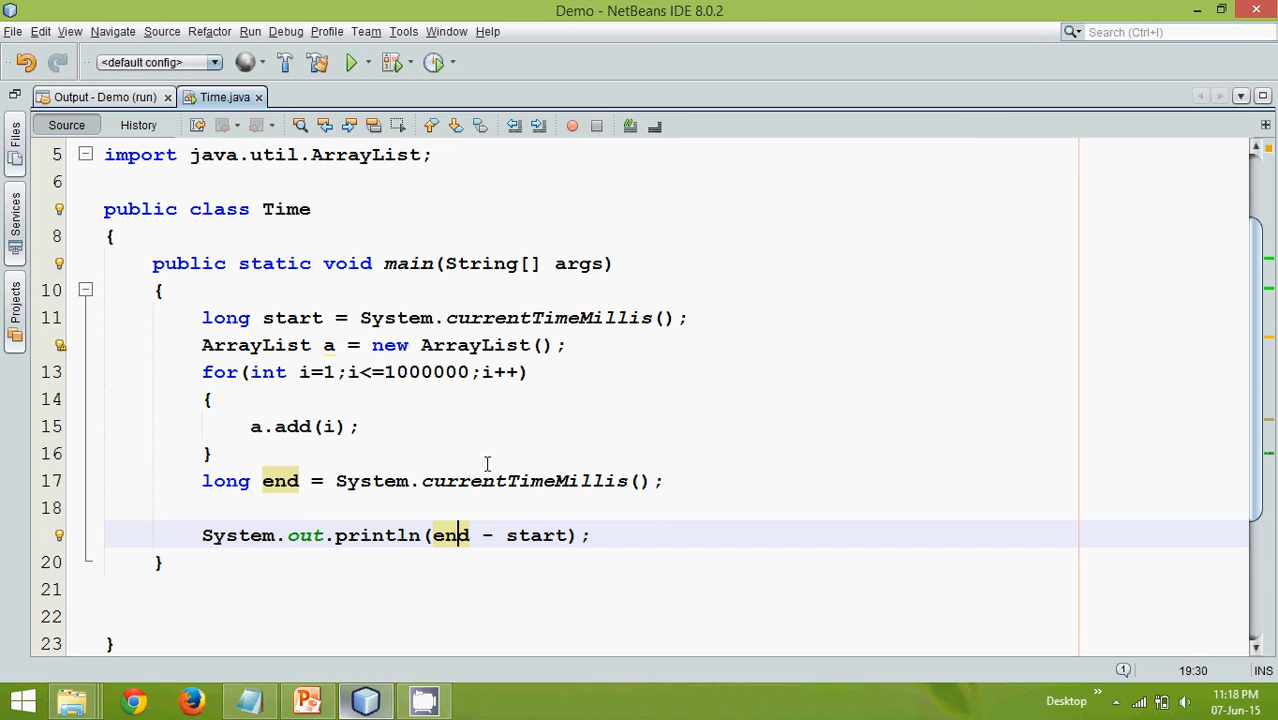 Demo - NetBeans IDE 8.0.2
File Edit View Navigate Source Refactor Run Debug Profile Team Tools Window Help
Search (Ctrl+I)
<default config>
Output - Demo (run) Time.java
Source History
Files
Services
Projects
5 import java.util.ArrayList;
6
public class Time
8 {
public static void main(String[] args)
10 {
11 long start = System.currentTimeMillis();
ArrayList a = new ArrayList();
13 for(int i=1;i<=1000000;i++)
14 {
15 a.add(i);
16 }
17 long end = System.currentTimeMillis();
18
System.out.println(end - start);
20 }
21
22
23 }
1 19:30 INS
Desktop
11:18 PM
07-Jun-15